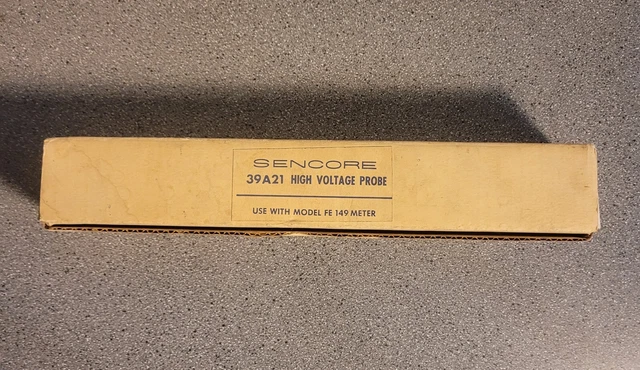 SENCORE
39A21 HIGH VOLTAGE PROBE
USE WITH MODEL FE 149 METER